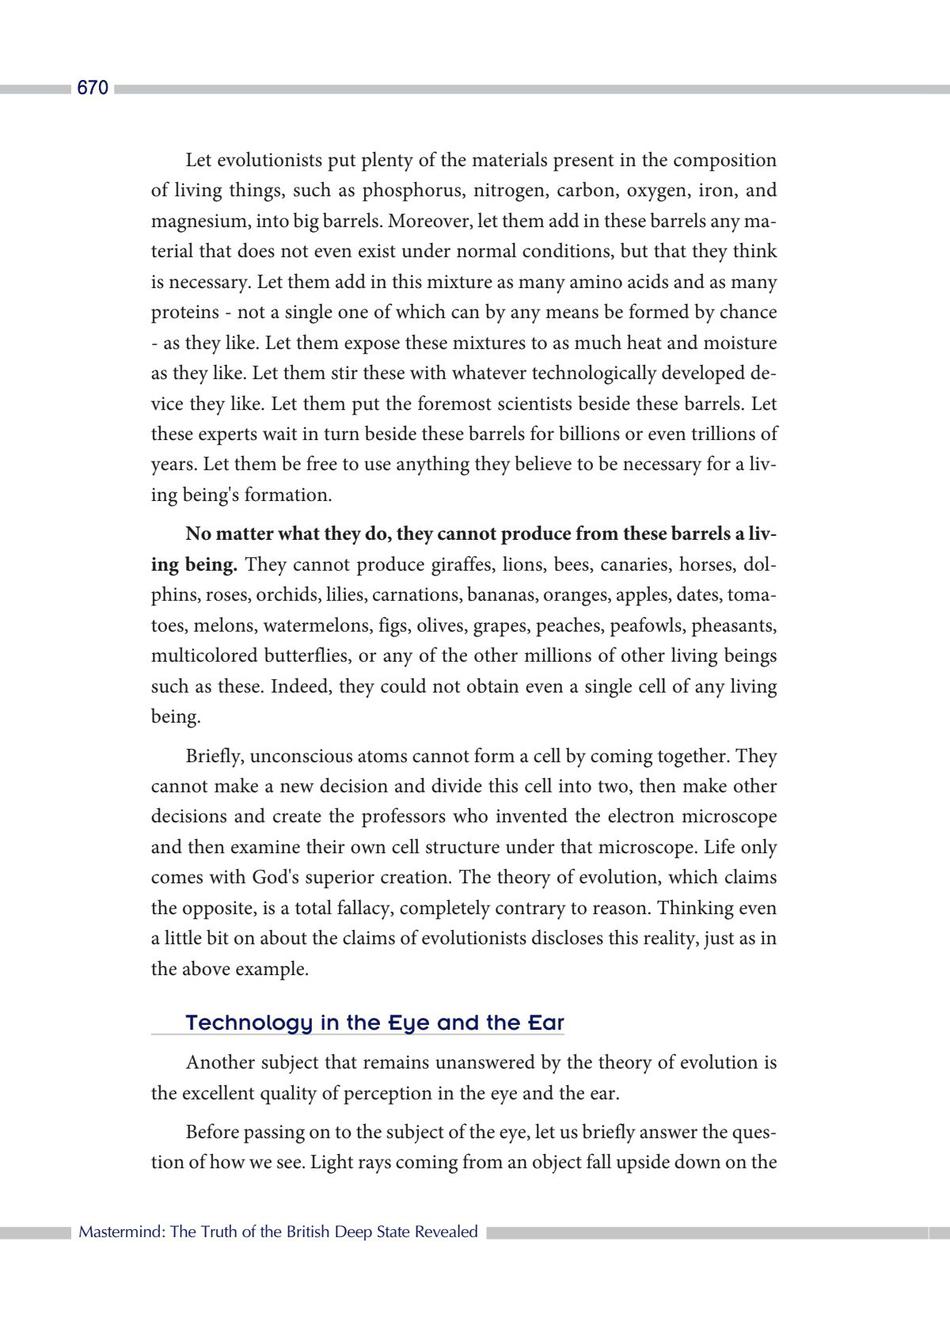 670
Let evolutionists put plenty of the materials present in the composition
of living things, such as phosphorus, nitrogen, carbon, oxygen, iron, and
magnesium, into big barrels. Moreover, let them add in these barrels any ma-
terial that does not even exist under normal conditions, but that they think
is necessary. Let them add in this mixture as many amino acids and as many
proteins - not a single one of which can by any means be formed by chance
- as they like. Let them expose these mixtures to as much heat and moisture
as they like. Let them stir these with whatever technologically developed de-
vice they like. Let them put the foremost scientists beside these barrels. Let
these experts wait in turn beside these barrels for billions or even trillions of
years. Let them be free to use anything they believe to be necessary for a liv-
ing being's formation.
No matter what they do, they cannot produce from these barrels a liv-
ing being. They cannot produce giraffes, lions, bees, canaries, horses, dol-
phins, roses, orchids, lilies, carnations, bananas, oranges, apples, dates, toma-
toes, melons, watermelons, figs, olives, grapes, peaches, peafowls, pheasants,
multicolored butterflies, or any of the other millions of other living beings
such as these. Indeed, they could not obtain even a single cell of any living
being.
Briefly, unconscious atoms cannot form a cell by coming together. They
cannot make a new decision and divide this cell into two, then make other
decisions and create the professors who invented the electron microscope
and then examine their own cell structure under that microscope. Life only
comes with God's superior creation. The theory of evolution, which claims
the opposite, is a total fallacy, completely contrary to reason. Thinking even
a little bit on about the claims of evolutionists discloses this reality, just as in
the above example.
Technology in the Eye and the Ear
Another subject that remains unanswered by the theory of evolution is
the excellent quality of perception in the eye and the ear.
Before passing on to the subject of the eye, let us briefly answer the ques-
tion of how we see. Light rays coming from an object fall upside down on the
Mastermind: The Truth of the British Deep State Revealed